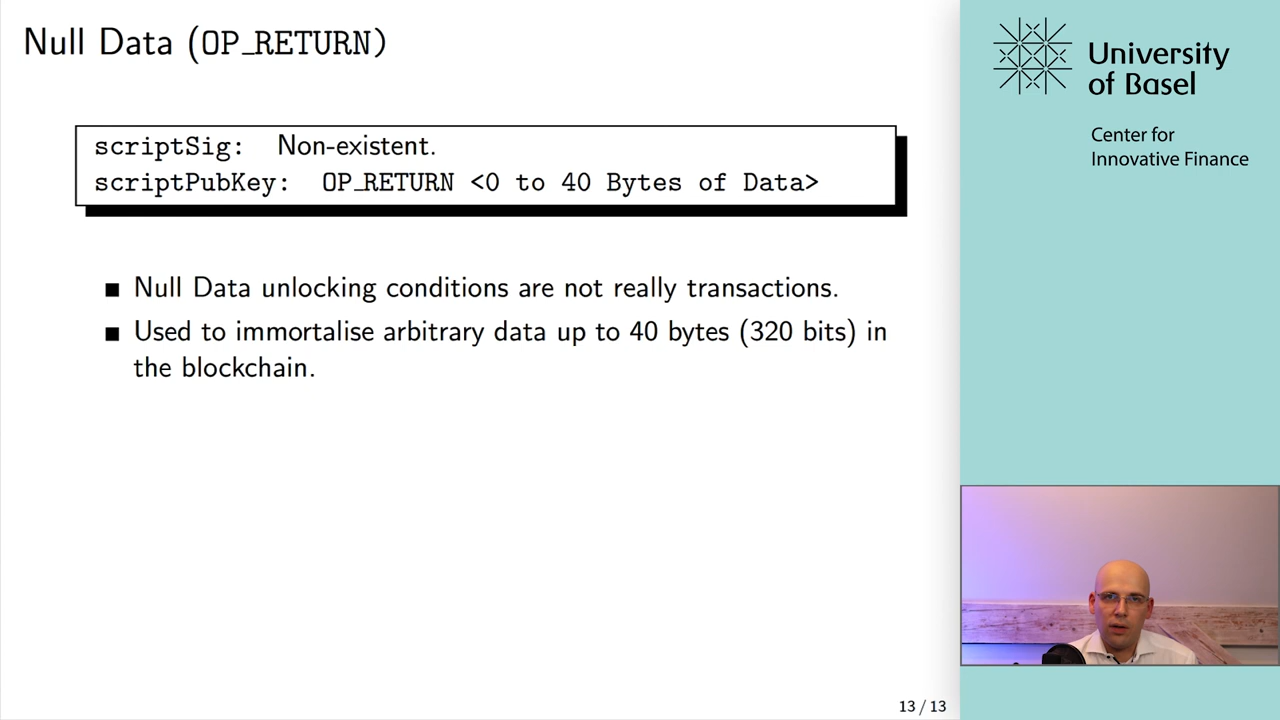 Null Data (OP_RETURN)
scriptSig: Non-existent.
scriptPubKey: OP_RETURN <0 to 40 Bytes of Data>
■ Null Data unlocking conditions are not really transactions.
■ Used to immortalise arbitrary data up to 40 bytes (320 bits) in
the blockchain.
13 / 13
University
of Basel
Center for
Innovative Finance